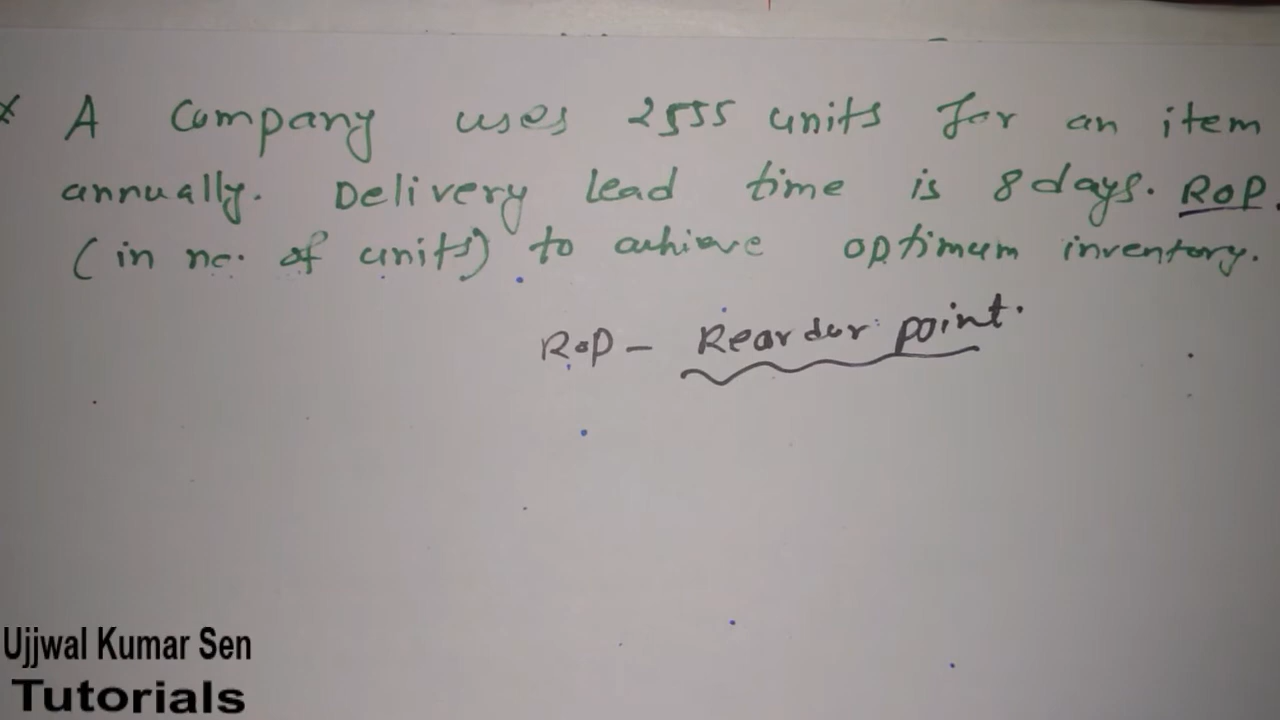 * A Company uses 2555 units for an item
annually. Delivery lead time is 8 days. ROP.
(in no. of units) to achieve optimum inventory.
ROP - Reorder point.
Ujjwal Kumar Sen
Tutorials